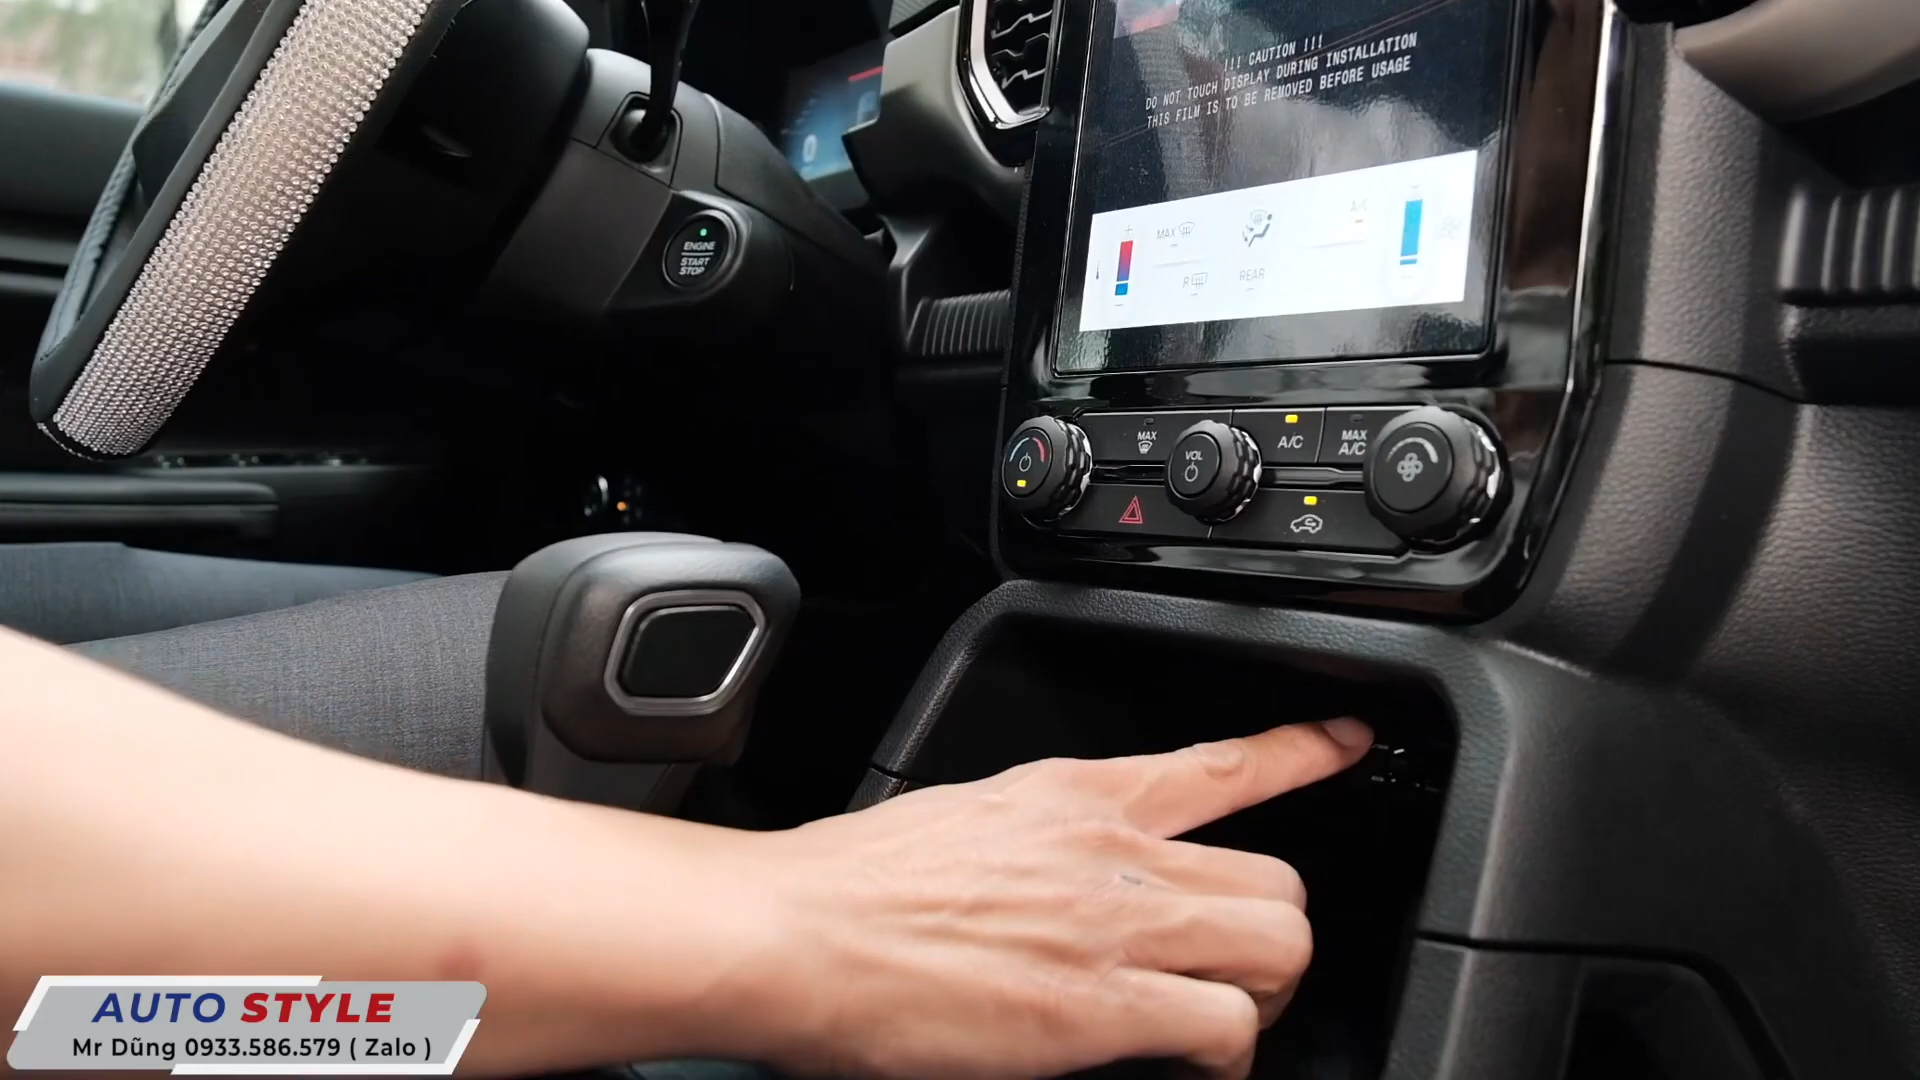 !!! CAUTION !!!
DO NOT TOUCH DISPLAY DURING INSTALLATION
THIS FILM IS TO BE REMOVED BEFORE USAGE
MAX
A/C
R
REAR
ENGINE
START
STOP
MAX
VOL
A/C
MAX
A/C
AUTO STYLE
Mr Dũng 0933.586.579 ( Zalo )